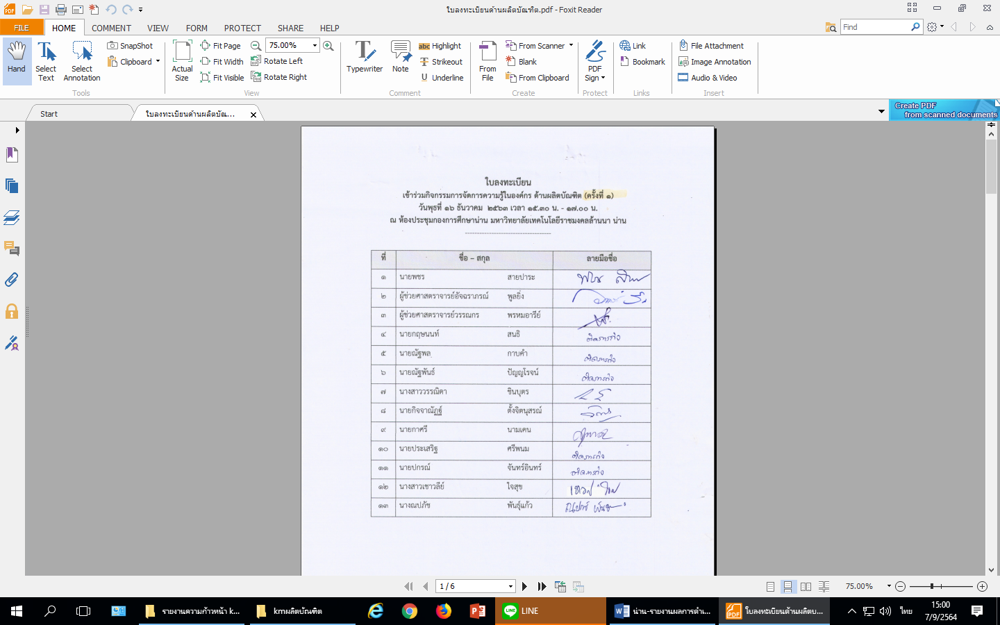 ใบลงทะเบียนด้านผลิตบัณฑิต.pdf - Foxit Reader
FILE HOME COMMENT VIEW FORM PROTECT SHARE HELP
Find
Hand
Select Text
Select Annotation
SnapShot
Clipboard
Tools
Actual Size
Fit Page
Fit Width
Fit Visible
75.00%
Rotate Left
Rotate Right
View
Typewriter
Note
abc Highlight
Strikeout
Underline
Comment
From File
From Scanner
Blank
From Clipboard
Create
PDF Sign
Protect
Link
Bookmark
Links
File Attachment
Image Annotation
Audio & Video
Insert
Start
ใบลงทะเบียนด้านผลิตบัณ...
Create PDF
from scanned documents
ใบลงทะเบียน
เข้าร่วมกิจกรรมการจัดการความรู้ในองค์กร ด้านผลิตบัณฑิต (ครั้งที่ ๑)
วันพุธที่ ๑๖ ธันวาคม ๒๕๖๓ เวลา ๑๕.๓๐ น. - ๑๗.๐๐ น.
ณ ห้องประชุมกองการศึกษาน่าน มหาวิทยาลัยเทคโนโลยีราชมงคลล้านนา น่าน
ที่ ชื่อ – สกุล ลายมือชื่อ
๑ นายพชร สายปาระ
๒ ผู้ช่วยศาสตราจารย์อัจฉราภรณ์ พูลยิ่ง
๓ ผู้ช่วยศาสตราจารย์วรรณกร พรหมอารีย์
๔ นายกฤษนนท์ สนธิ ติดภารกิจ
๕ นายณัฐพล กาบคำ ติดภารกิจ
๖ นายณัฐพันธ์ ปัญญโรจน์ ติดภารกิจ
๗ นางสาววรรณิดา ชินบุตร
๘ นายกิจจาณัฏฐ์ ตั้งจิตนุสรณ์
๙ นายกาศรี นามเคน
๑๐ นายประเสริฐ ศรีพนม ติดภารกิจ
๑๑ นายปกรณ์ จันทร์อินทร์ ติดภารกิจ
๑๒ นางสาวเชาวลีย์ ใจสุข
๑๓ นางณปภัช พันธุ์แก้ว
1 / 6
75.00%
รายงานความก้าวหน้า k...
kmผลิตบัณฑิต
LINE
น่าน-รายงานผลการดำเ...
ใบลงทะเบียนด้านผลิตบ...
ไทย
15:00
7/9/2564